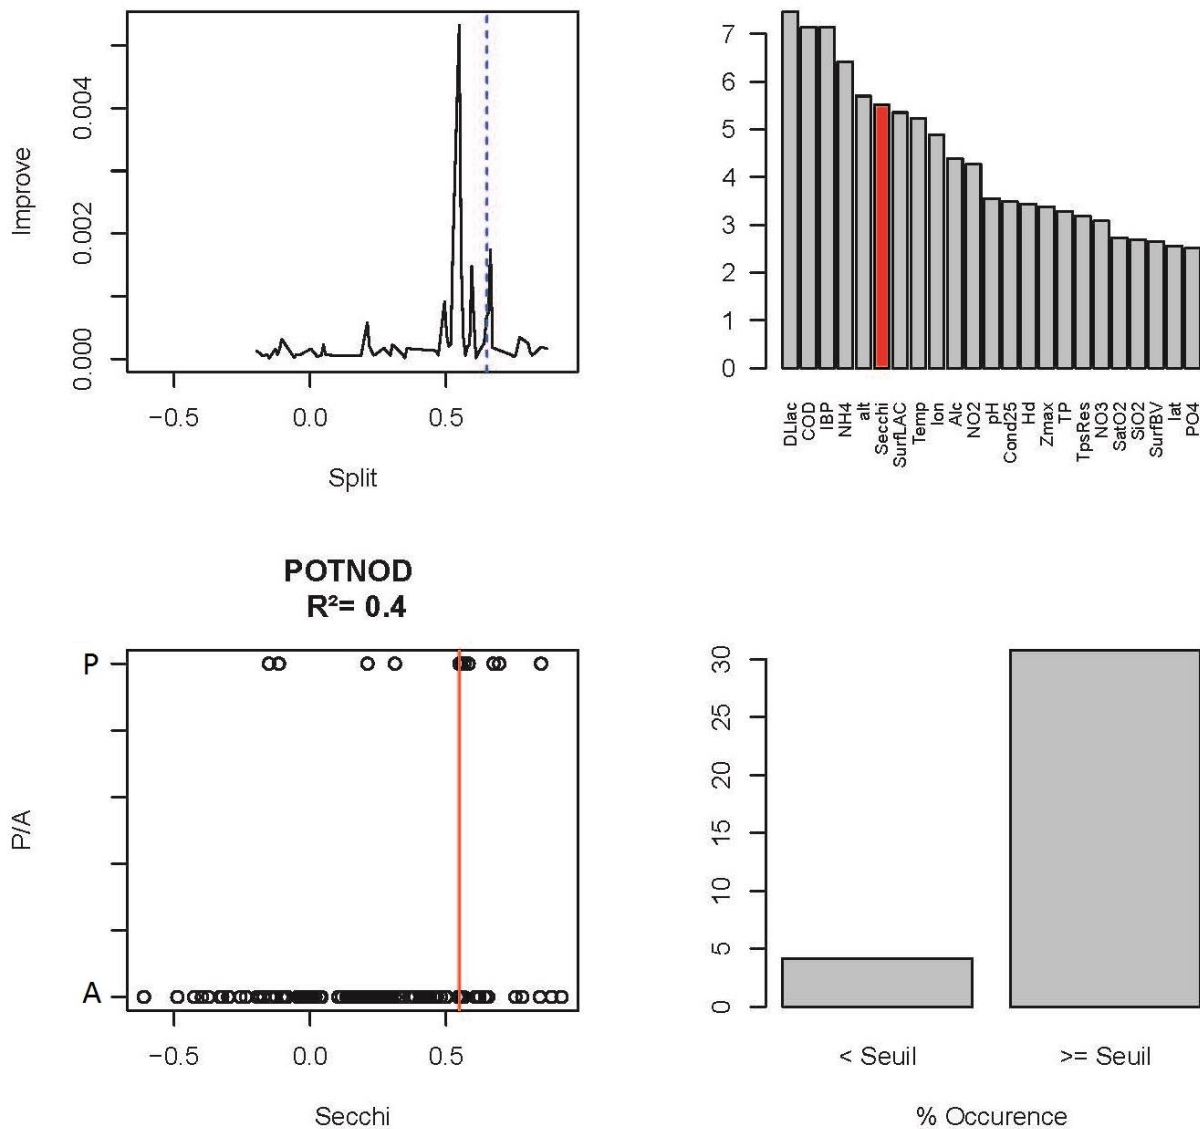 0.004
0.002
0.000
Improve
−0.5 0.0 0.5
Split
7
6
5
4
3
2
1
0
DLlac
COD
IBP
NH4
alt
Secchi
SurfLAC
Temp
lon
Alc
NO2
pH
Cond25
Hd
Zmax
TP
TpsRes
NO3
SatO2
SiO2
SurfBV
lat
PO4
POTNOD
R²= 0.4
P
A
P/A
−0.5 0.0 0.5
Secchi
30
25
20
15
10
5
0
< Seuil >= Seuil
% Occurence